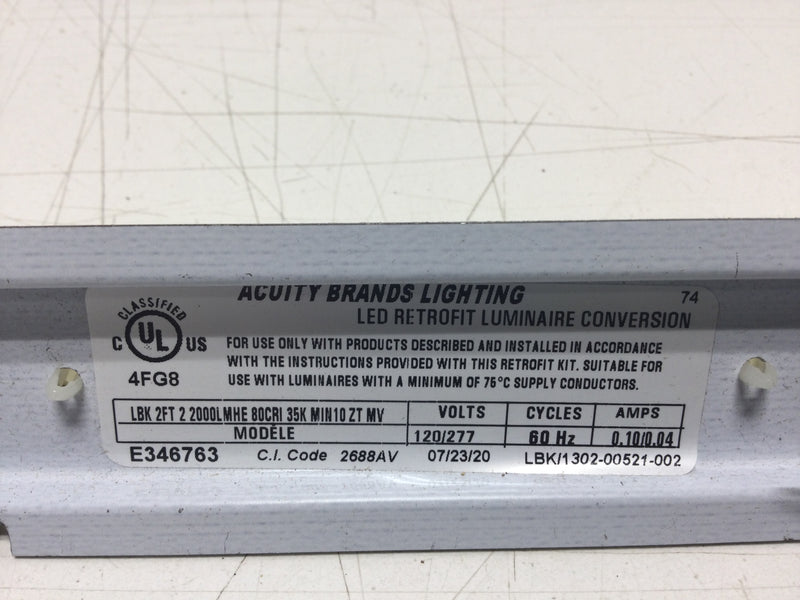 ACUITY BRANDS LIGHTING
74
LED RETROFIT LUMINAIRE CONVERSION
CLASSIFIED
C UL US
4FG8
FOR USE ONLY WITH PRODUCTS DESCRIBED AND INSTALLED IN ACCORDANCE
WITH THE INSTRUCTIONS PROVIDED WITH THIS RETROFIT KIT. SUITABLE FOR
USE WITH LUMINAIRES WITH A MINIMUM OF 75°C SUPPLY CONDUCTORS.
LBK 2FT 2 2000LMHE 80CRI 35K MIN10 ZT MV VOLTS CYCLES AMPS
MODÈLE 120/277 60 Hz 0.10/0.04
E346763 C.I. Code 2688AV 07/23/20 LBK/1302-00521-002